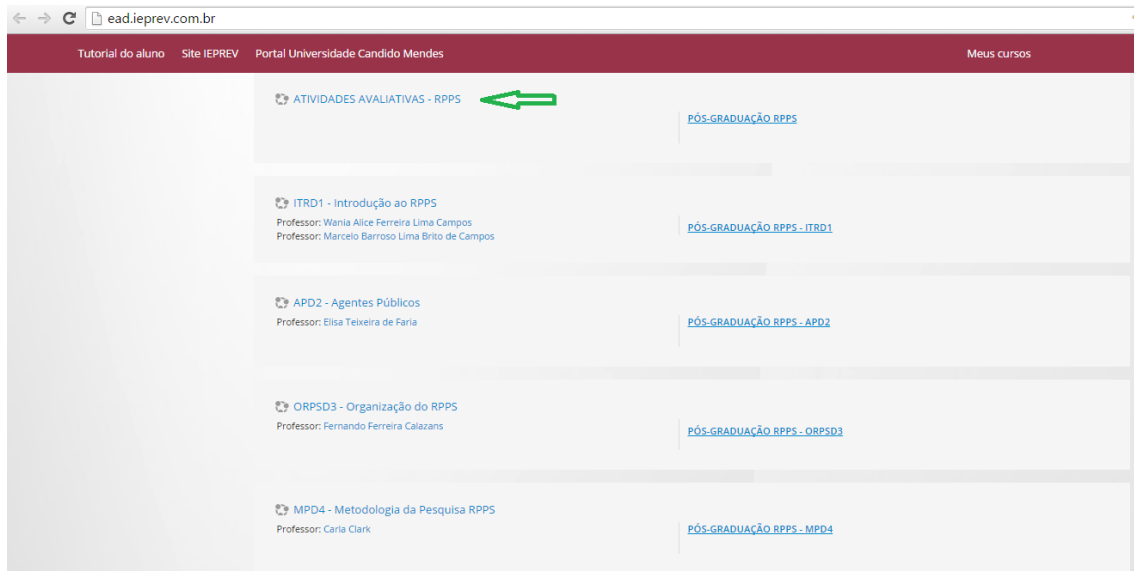 ead.ieprev.com.br
Tutorial do aluno Site IEPREV Portal Universidade Candido Mendes Meus cursos
ATIVIDADES AVALIATIVAS - RPPS
PÓS-GRADUAÇÃO RPPS
ITRD1 - Introdução ao RPPS
Professor: Wania Alice Ferreira Lima Campos
Professor: Marcelo Barroso Lima Brito de Campos
PÓS-GRADUAÇÃO RPPS - ITRD1
APD2 - Agentes Públicos
Professor: Elisa Teixeira de Faria
PÓS-GRADUAÇÃO RPPS - APD2
ORPSD3 - Organização do RPPS
Professor: Fernando Ferreira Calazans
PÓS-GRADUAÇÃO RPPS - ORPSD3
MPD4 - Metodologia da Pesquisa RPPS
Professor: Carla Clark
PÓS-GRADUAÇÃO RPPS - MPD4